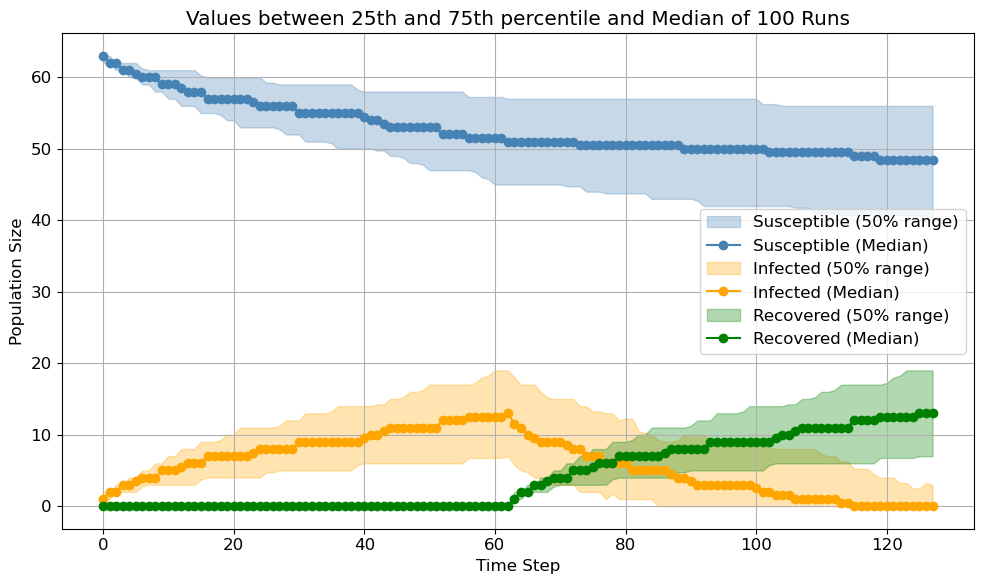 Values between 25th and 75th percentile and Median of 100 Runs
Population Size
60
50
40
30
20
10
0
Susceptible (50% range)
Susceptible (Median)
Infected (50% range)
Infected (Median)
Recovered (50% range)
Recovered (Median)
0
20
40
60
80
100
120
Time Step